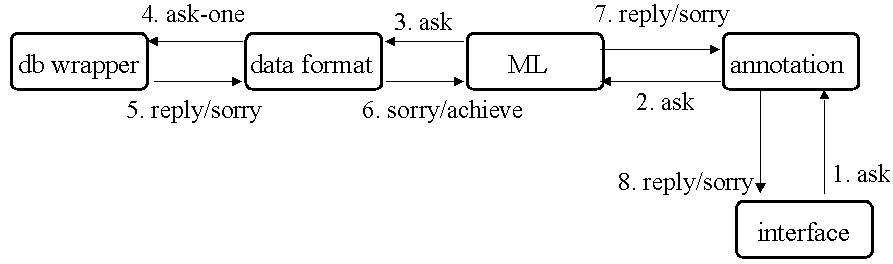 4. ask-one
3. ask
7. reply/sorry
db wrapper
data format
ML
annotation
5. reply/sorry
6. sorry/achieve
2. ask
8. reply/sorry
1. ask
interface